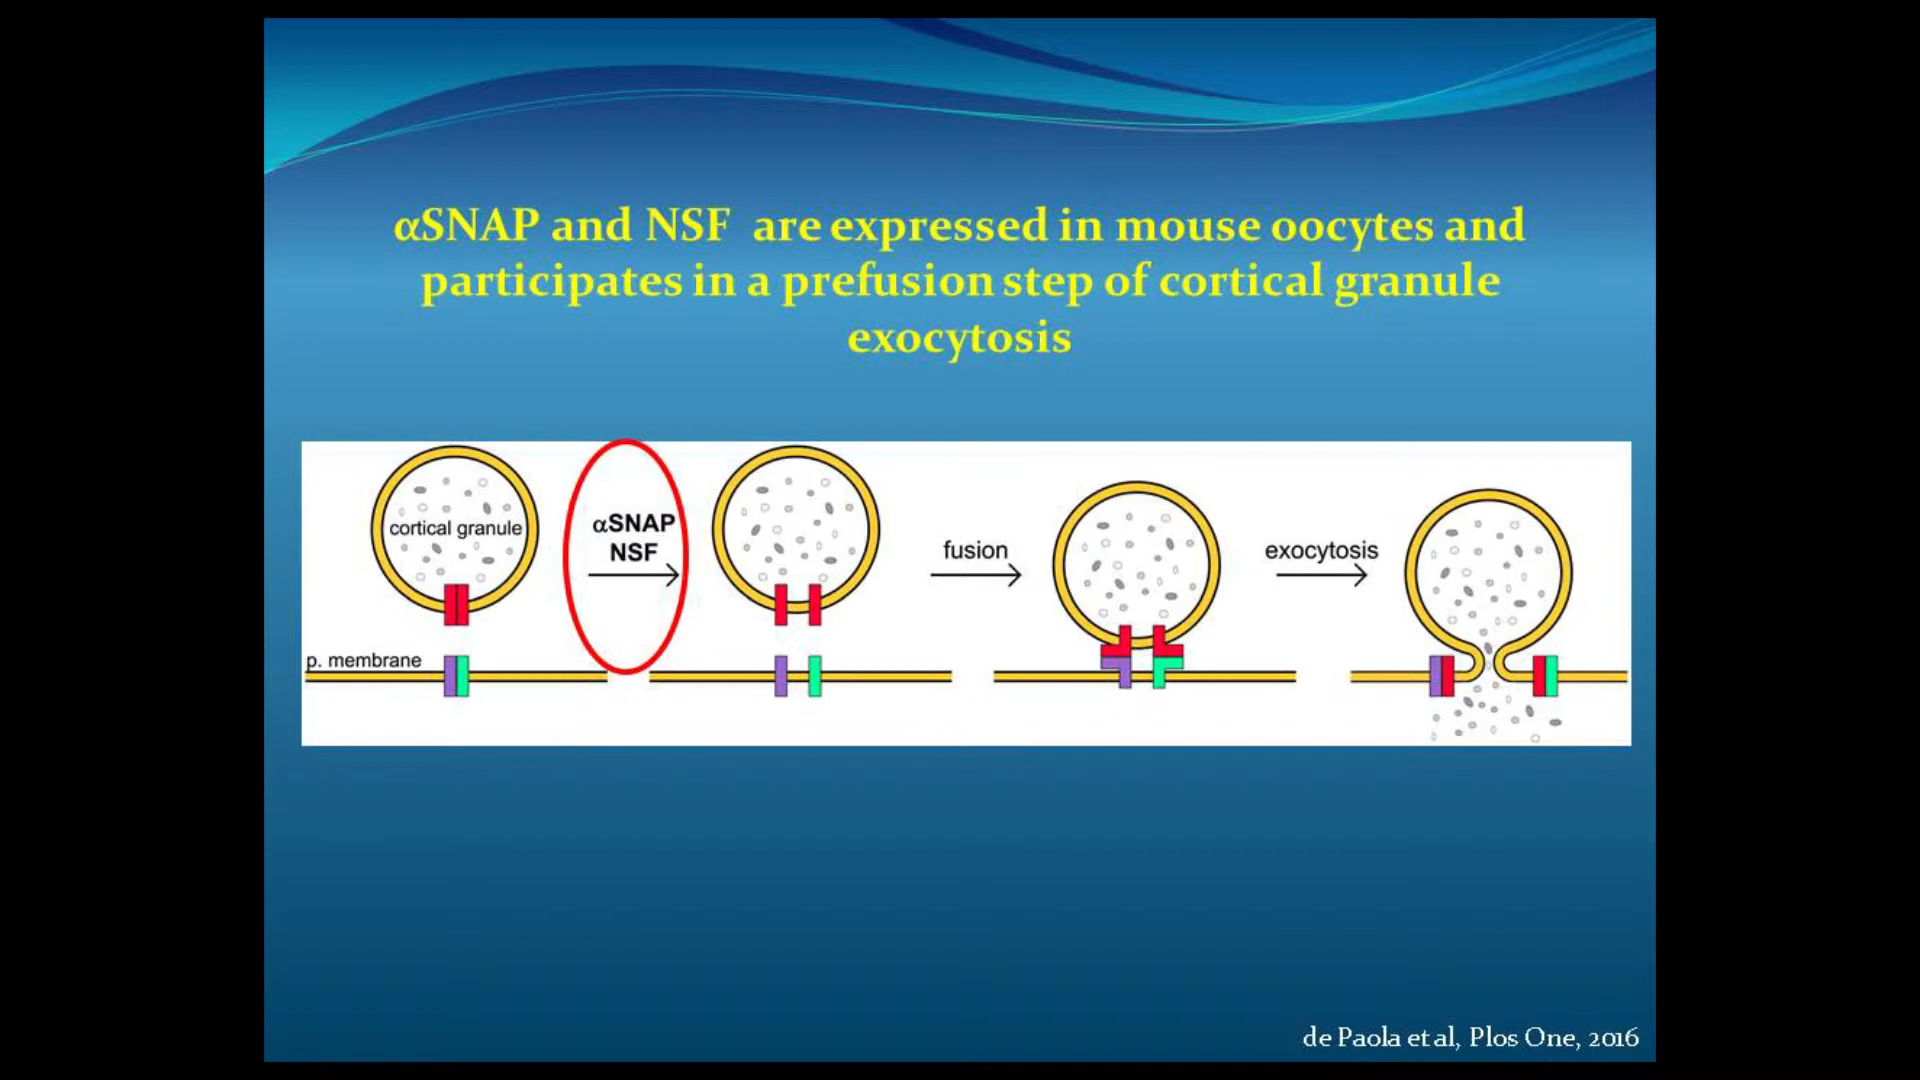 αSNAP and NSF are expressed in mouse oocytes and
participates in a prefusion step of cortical granule
exocytosis
cortical granule
αSNAP
NSF
fusion
exocytosis
p. membrane
de Paola et al, Plos One, 2016